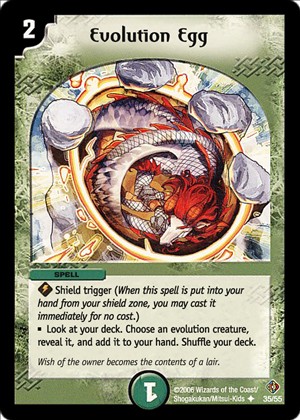 2
Evolution Egg
SPELL
Shield trigger (When this spell is put into your
hand from your shield zone, you may cast it
immediately for no cost.)
▪ Look at your deck. Choose an evolution creature,
reveal it, and add it to your hand. Shuffle your deck.
Wish of the owner becomes the contents of a lair.
1
©2006 Wizards of the Coast/
Shogakukan/Mitsui-Kids ✦ 35/55